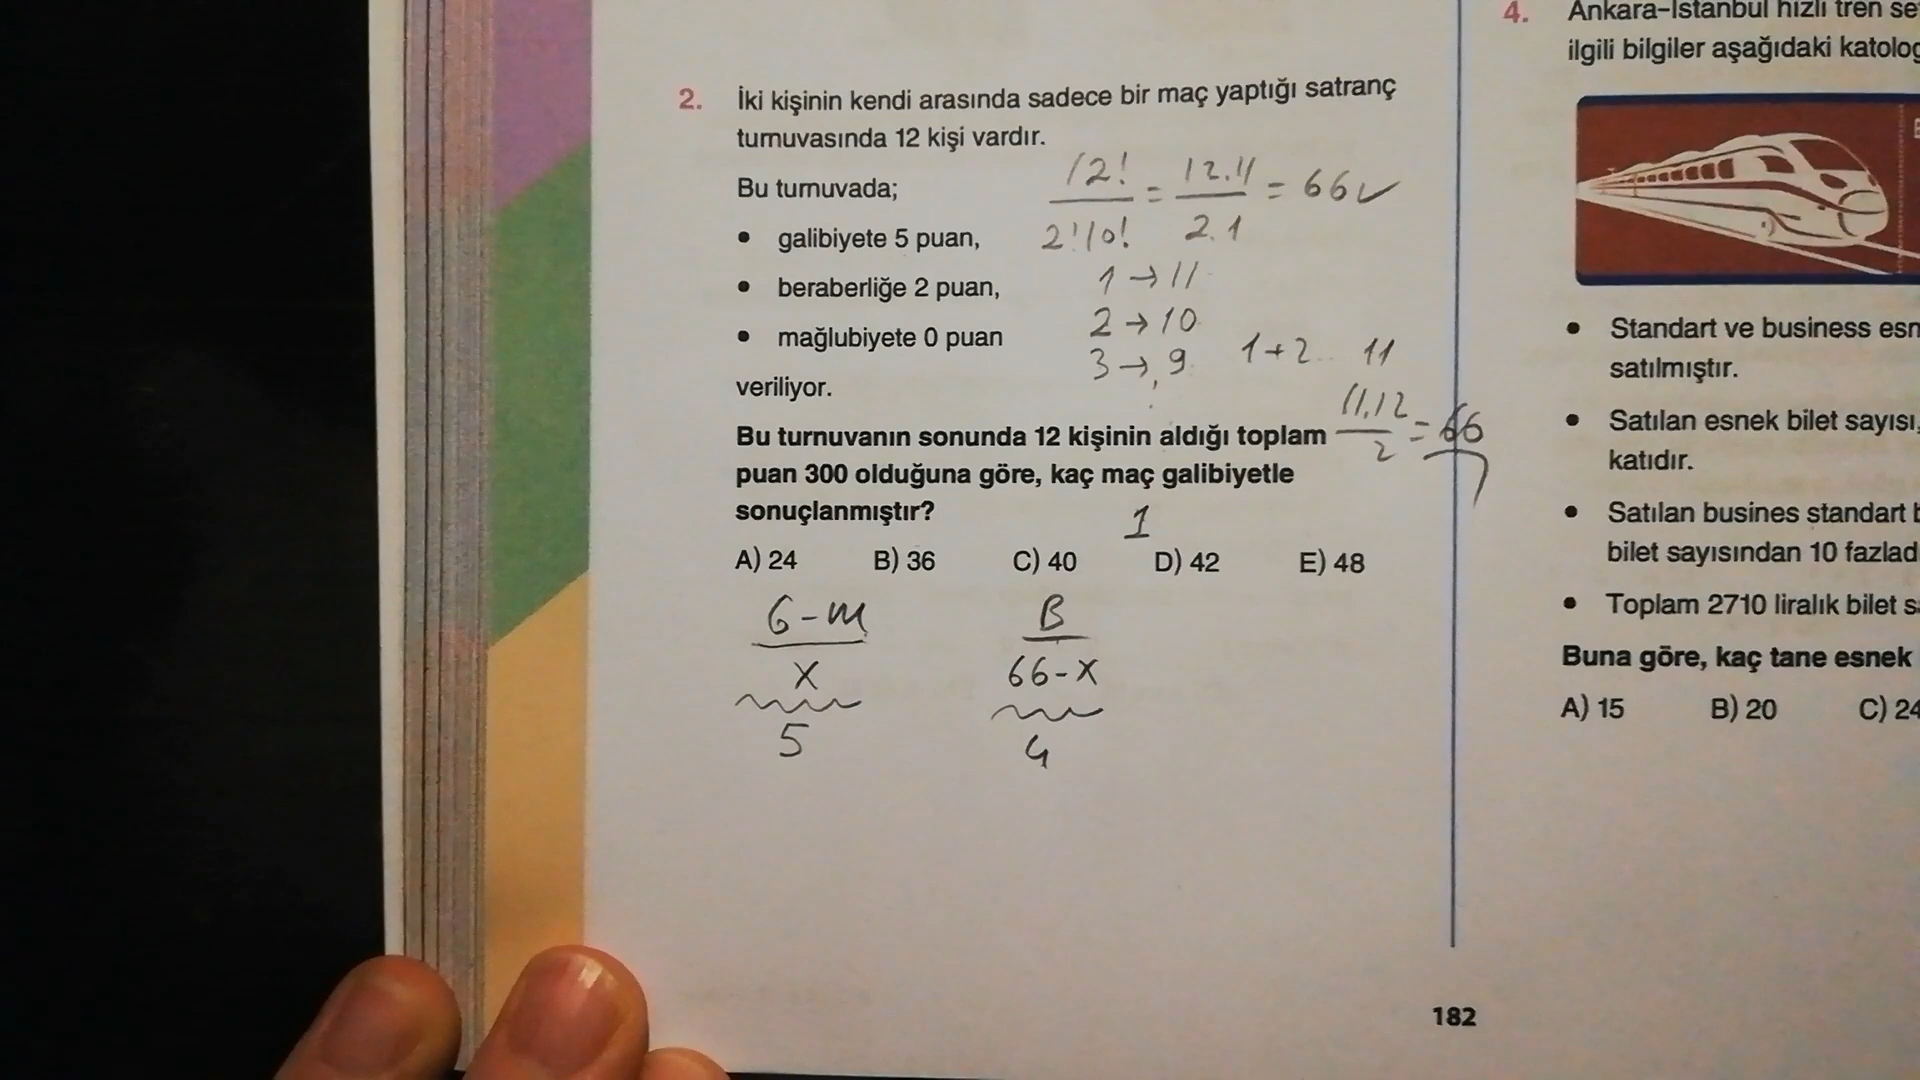 2. İki kişinin kendi arasında sadece bir maç yaptığı satranç
turnuvasında 12 kişi vardır.
Bu turnuvada;
• galibiyete 5 puan,
• beraberliğe 2 puan,
• mağlubiyete 0 puan
veriliyor.
Bu turnuvanın sonunda 12 kişinin aldığı toplam
puan 300 olduğuna göre, kaç maç galibiyetle
sonuçlanmıştır?
A) 24 B) 36 C) 40 D) 42 E) 48
12! / 2!10! = 12.11 / 2.1 = 66 ✓
1 → 11
2 → 10
3 → 9
1+2.. 11
11.12 / 2 = 66
1
G-M B
x 66-x
5 4
182
4. Ankara-İstanbul hızlı tren se
ilgili bilgiler aşağıdaki katolog
• Standart ve business esn
satılmıştır.
• Satılan esnek bilet sayısı,
katıdır.
• Satılan busines standart b
bilet sayısından 10 fazlad
• Toplam 2710 liralık bilet s
Buna göre, kaç tane esnek
A) 15 B) 20 C) 24